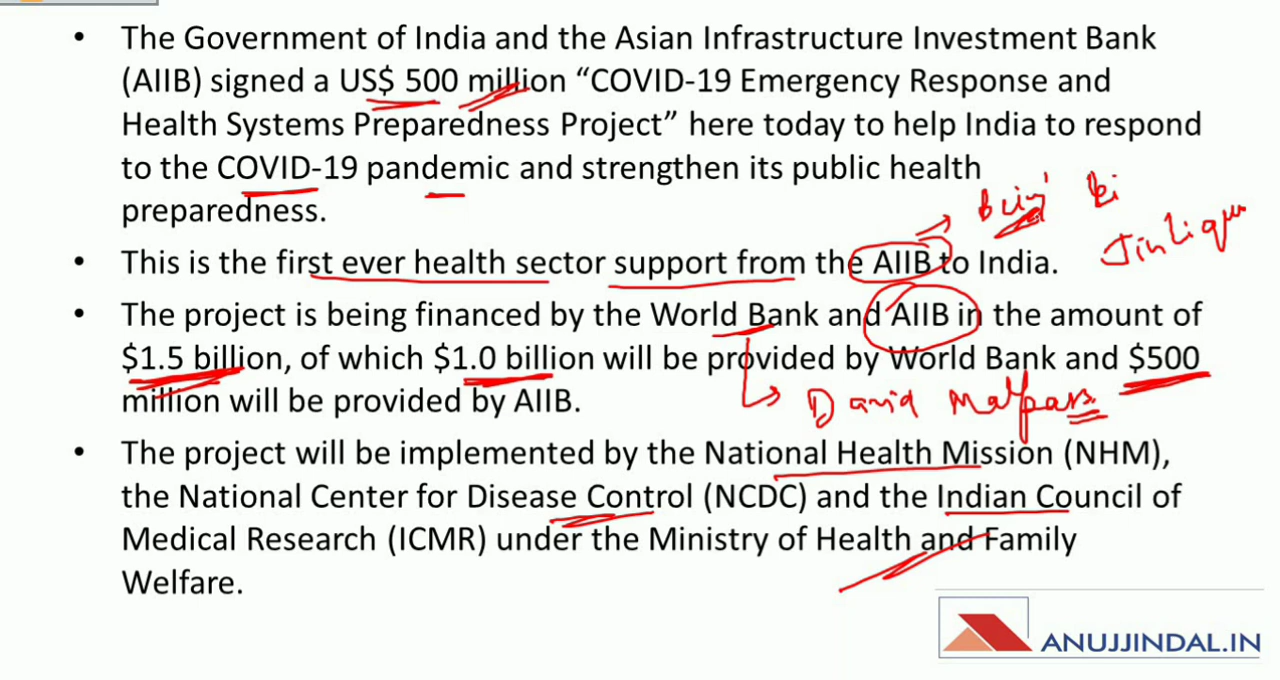 • The Government of India and the Asian Infrastructure Investment Bank
(AIIB) signed a US$ 500 million “COVID-19 Emergency Response and
Health Systems Preparedness Project” here today to help India to respond
to the COVID-19 pandemic and strengthen its public health
preparedness.
• This is the first ever health sector support from the AIIB to India.
• The project is being financed by the World Bank and AIIB in the amount of
$1.5 billion, of which $1.0 billion will be provided by World Bank and $500
million will be provided by AIIB.
David Malpass
• The project will be implemented by the National Health Mission (NHM),
the National Center for Disease Control (NCDC) and the Indian Council of
Medical Research (ICMR) under the Ministry of Health and Family
Welfare.
ANUJJINDAL.IN